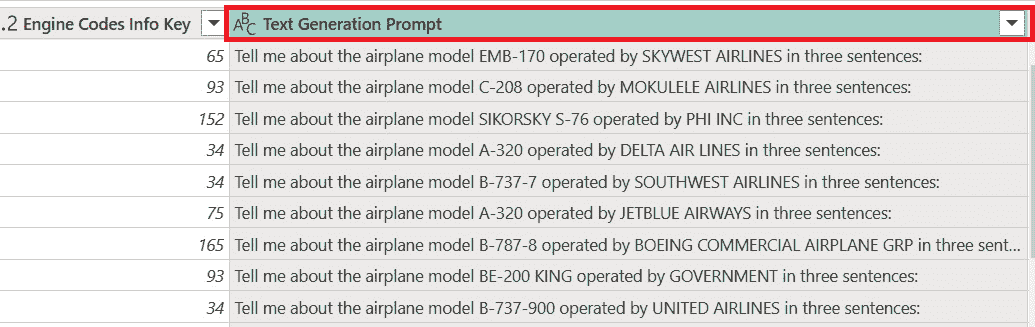 .2 Engine Codes Info Key ABC Text Generation Prompt
65 Tell me about the airplane model EMB-170 operated by SKYWEST AIRLINES in three sentences:
93 Tell me about the airplane model C-208 operated by MOKULELE AIRLINES in three sentences:
152 Tell me about the airplane model SIKORSKY S-76 operated by PHI INC in three sentences:
34 Tell me about the airplane model A-320 operated by DELTA AIR LINES in three sentences:
34 Tell me about the airplane model B-737-7 operated by SOUTHWEST AIRLINES in three sentences:
75 Tell me about the airplane model A-320 operated by JETBLUE AIRWAYS in three sentences:
165 Tell me about the airplane model B-787-8 operated by BOEING COMMERCIAL AIRPLANE GRP in three sent...
93 Tell me about the airplane model BE-200 KING operated by GOVERNMENT in three sentences:
34 Tell me about the airplane model B-737-900 operated by UNITED AIRLINES in three sentences: